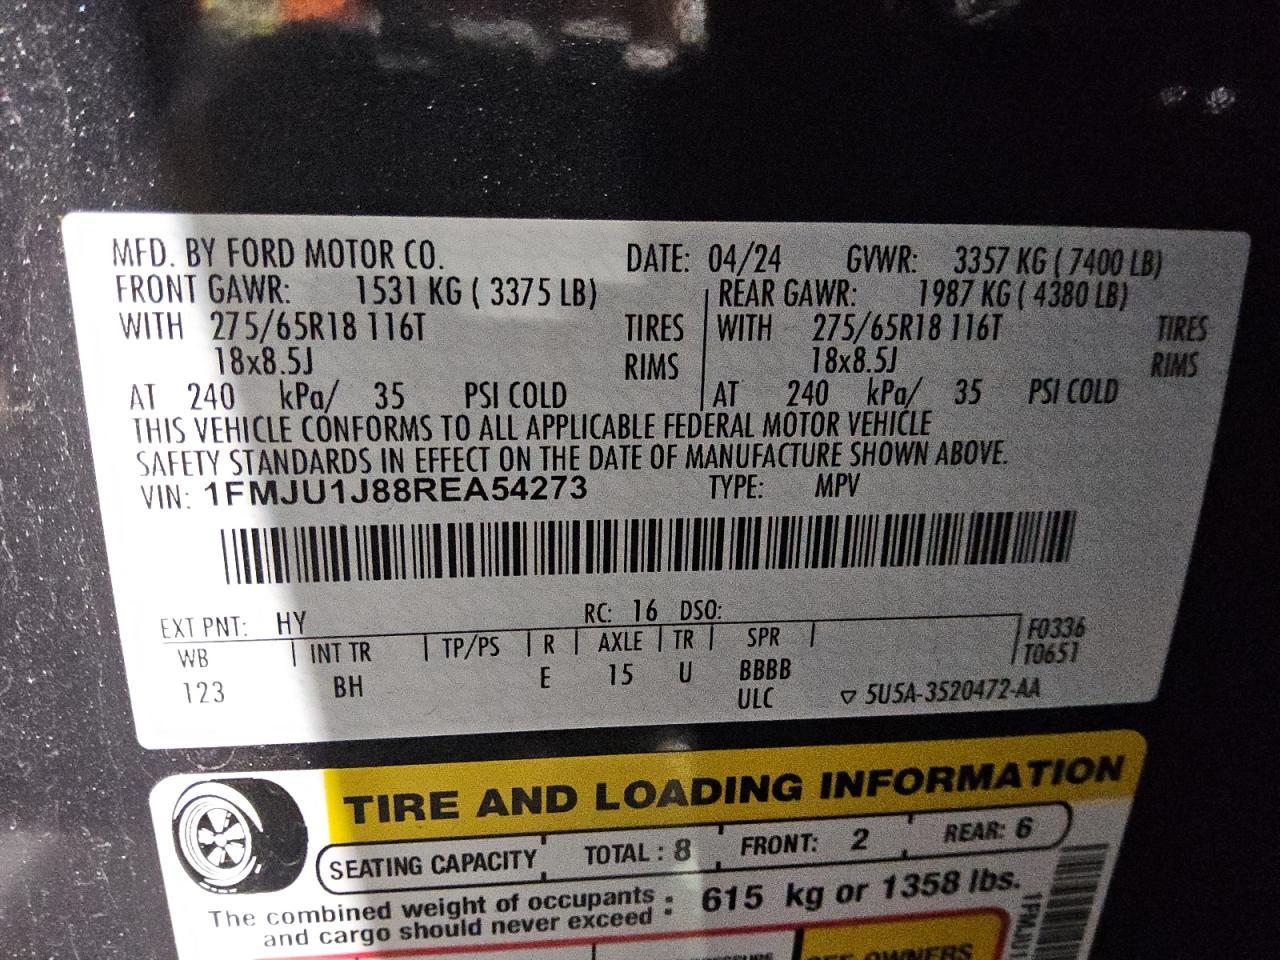 MFD. BY FORD MOTOR CO. DATE: 04/24 GVWR: 3357 KG ( 7400 LB)
FRONT GAWR: 1531 KG ( 3375 LB) REAR GAWR: 1987 KG ( 4380 LB)
WITH 275/65R18 116T TIRES WITH 275/65R18 116T TIRES
18x8.5J RIMS 18x8.5J RIMS
AT 240 kPa/ 35 PSI COLD AT 240 kPa/ 35 PSI COLD
THIS VEHICLE CONFORMS TO ALL APPLICABLE FEDERAL MOTOR VEHICLE
SAFETY STANDARDS IN EFFECT ON THE DATE OF MANUFACTURE SHOWN ABOVE.
VIN: 1FMJU1J88REA54273 TYPE: MPV
EXT PNT: HY RC: 16 DSO:
WB INT TR TP/PS R AXLE TR SPR F0336
T0651
123 BH E 15 U BBBB
ULC ▽ 5U5A-3520472-AA
TIRE AND LOADING INFORMATION
SEATING CAPACITY TOTAL : 8 FRONT: 2 REAR: 6
The combined weight of occupants and cargo should never exceed : 615 kg or 1358 lbs.
SEE OWNERS